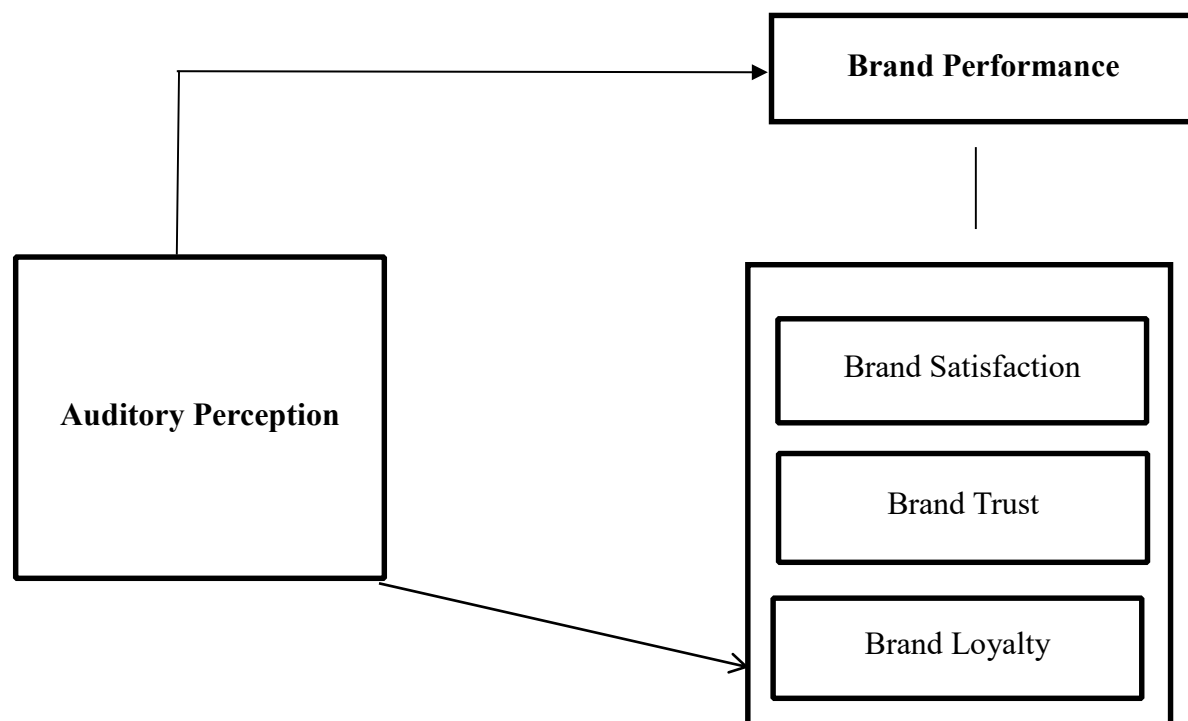 Brand Performance
Auditory Perception
Brand Satisfaction
Brand Trust
Brand Loyalty